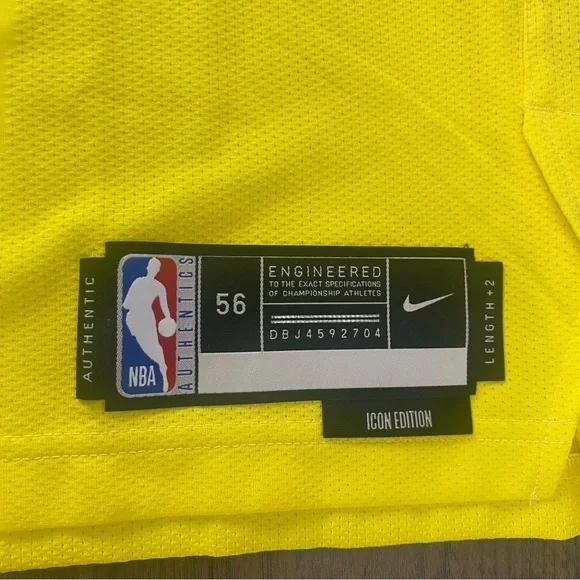 AUTHENTIC
NBA
AUTHENTICS
56
ENGINEERED
TO THE EXACT SPECIFICATIONS
OF CHAMPIONSHIP ATHLETES
DBJ4592704
LENGTH +2
ICON EDITION